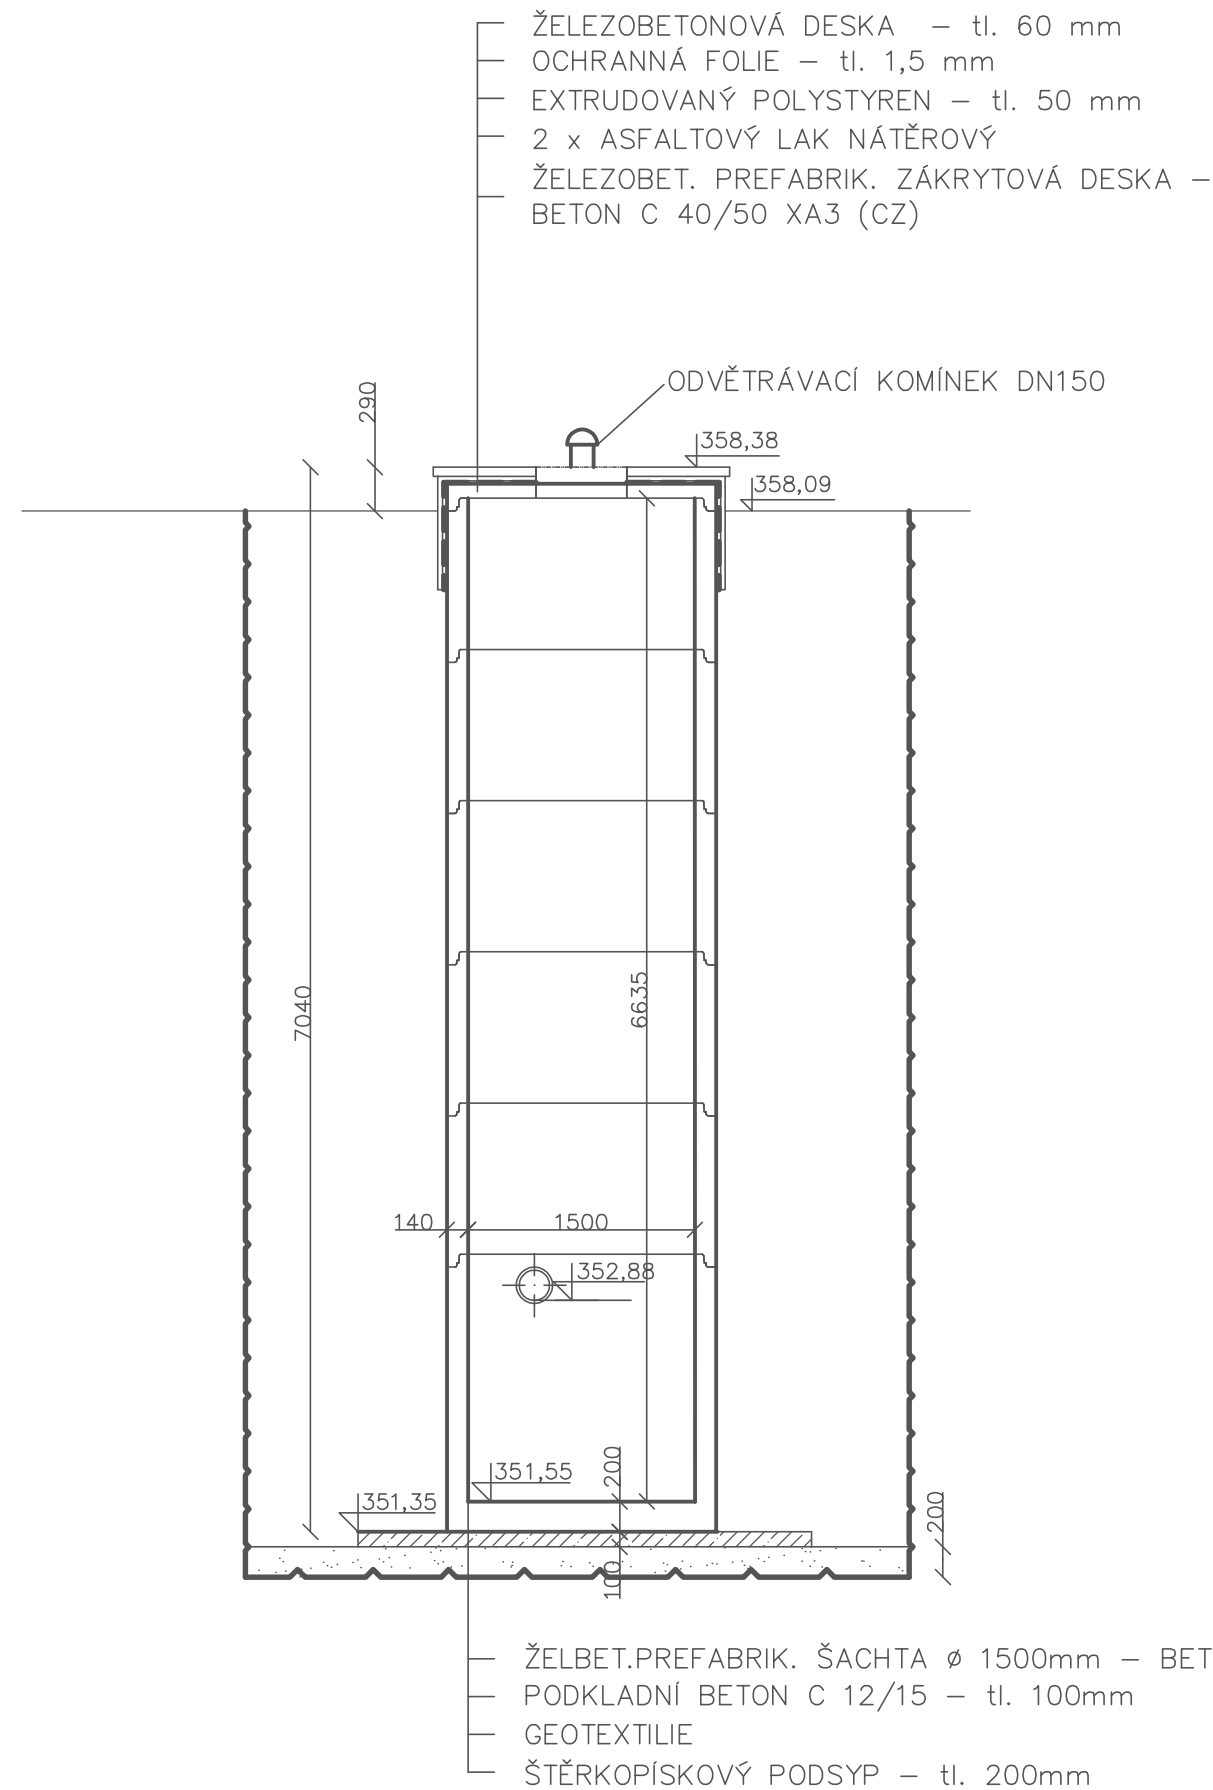 ŽELEZOBETONOVÁ DESKA – tl. 60 mm
OCHRANNÁ FOLIE – tl. 1,5 mm
EXTRUDOVANÝ POLYSTYREN – tl. 50 mm
2 x ASFALTOVÝ LAK NÁTĚROVÝ
ŽELEZOBET. PREFABRIK. ZÁKRYTOVÁ DESKA –
BETON C 40/50 XA3 (CZ)
ODVĚTRÁVACÍ KOMÍNEK DN150
290
358,38
358,09
7040
6635
140
1500
352,88
200
351,55
351,35
200
100
ŽELBET.PREFABRIK. ŠACHTA ø 1500mm – BET
PODKLADNÍ BETON C 12/15 – tl. 100mm
GEOTEXTILIE
ŠTĚRKOPÍSKOVÝ PODSYP – tl. 200mm